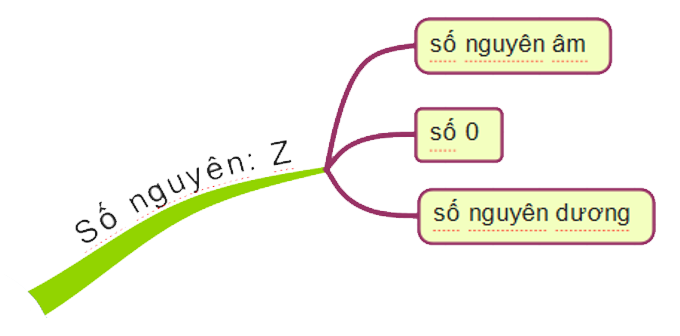 Số nguyên: Z
số nguyên âm
số 0
số nguyên dương